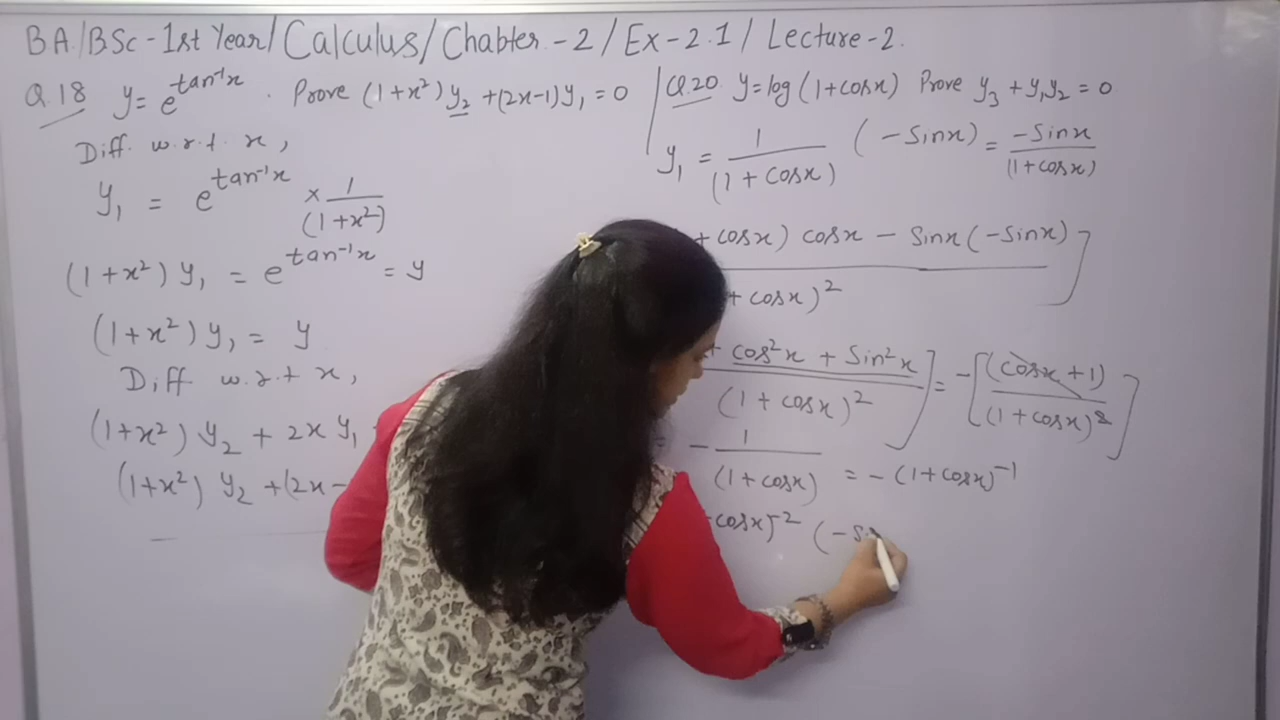 BA/BSc-1st Year/Calculus/Chabter-2/Ex-2.1/Lecture-2.
Q.18 y = e^tan⁻¹x . Prove (1+x²) y₂ + (2x-1) y₁ = 0
Diff. w.r.t. x,
y₁ = e^tan⁻¹x × 1/(1+x²)
(1+x²) y₁ = e^tan⁻¹x = y
(1+x²) y₁ = y
Diff w.r.t x,
(1+x²) y₂ + 2x y₁
(1+x²) y₂ + (2x-
Q.20. y = log(1+cosx) Prove y₃ + y₁y₂ = 0
y₁ = 1/(1+cosx) (-Sinx) = -Sinx/(1+cosx)
+cosx) cosx - Sinx(-Sinx)]
+cosx)²
+ cos²x + Sin²x]/(1+cosx)² = -[(cosx+1)/(1+cosx)²]
= -1/(1+cosx) = -(1+cosx)⁻¹
cosx)⁻² (-S